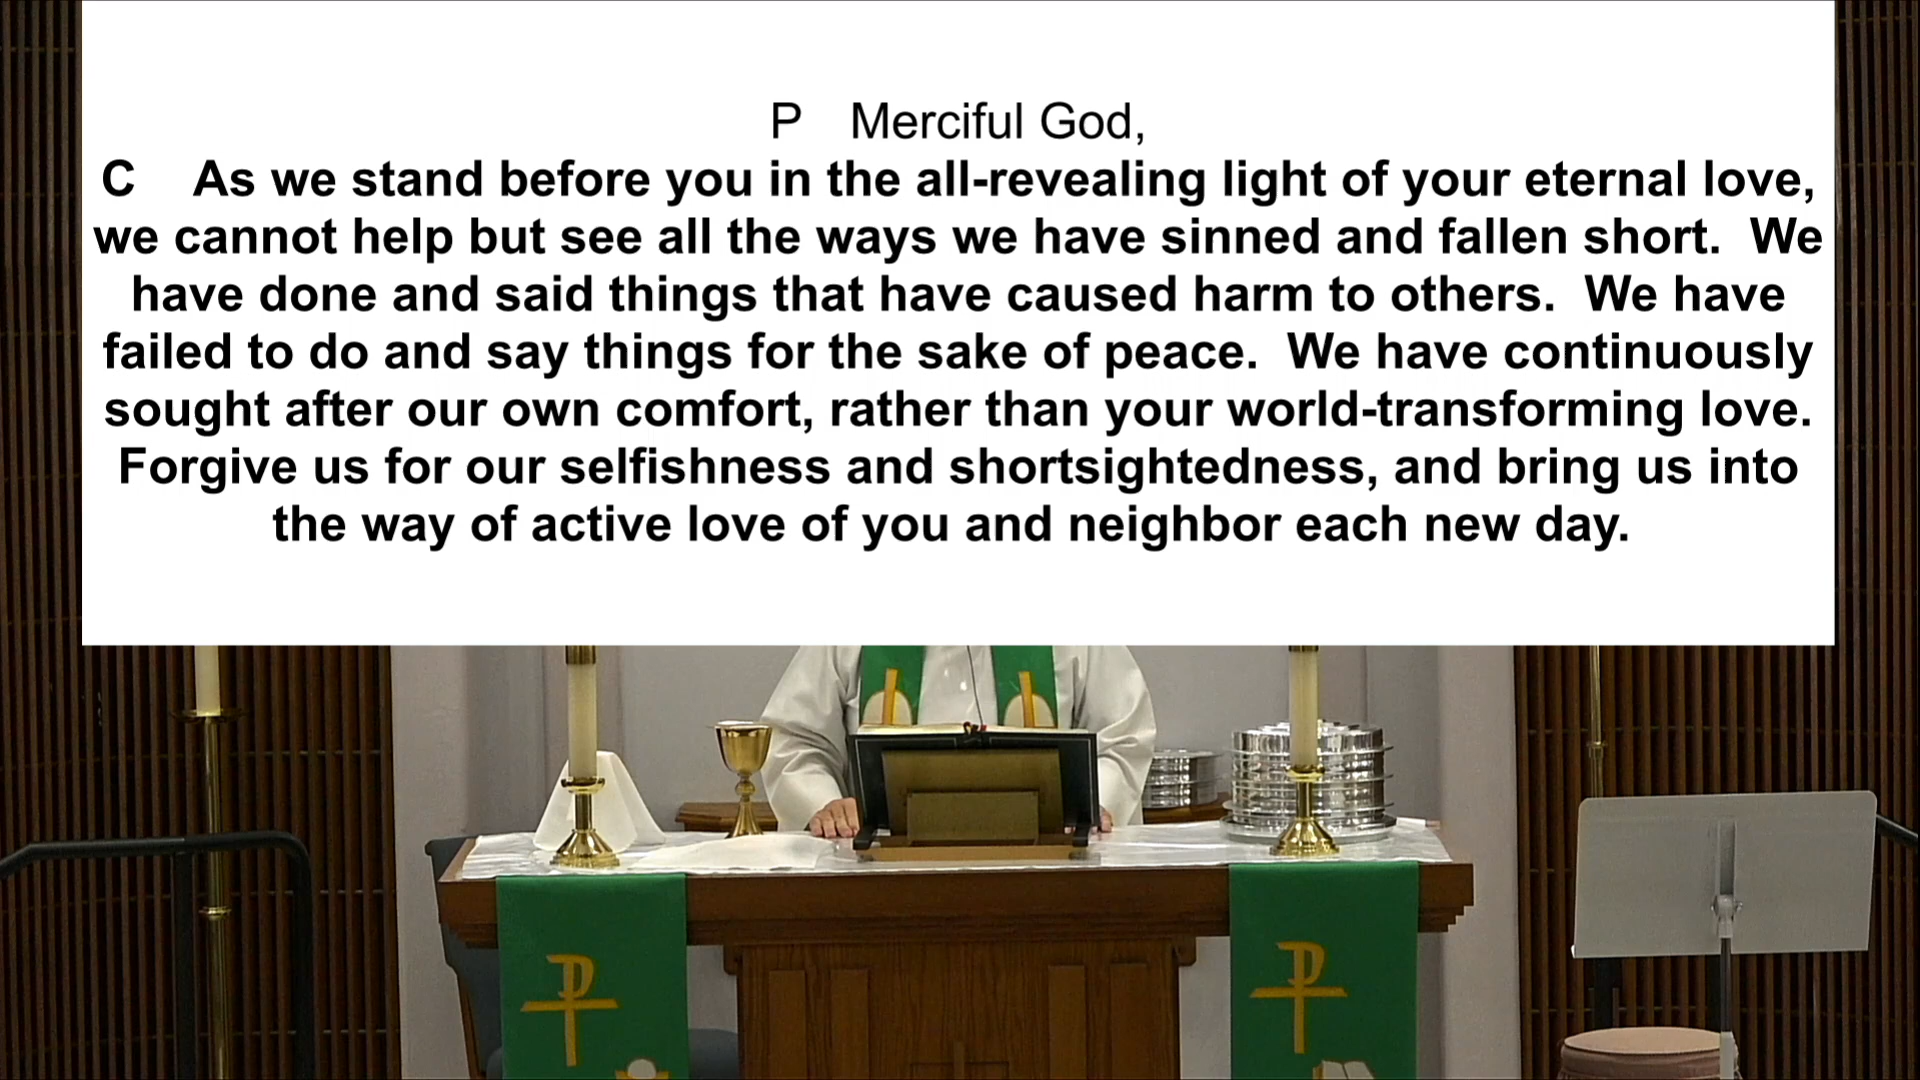 P Merciful God,
C As we stand before you in the all-revealing light of your eternal love,
we cannot help but see all the ways we have sinned and fallen short. We
have done and said things that have caused harm to others. We have
failed to do and say things for the sake of peace. We have continuously
sought after our own comfort, rather than your world-transforming love.
Forgive us for our selfishness and shortsightedness, and bring us into
the way of active love of you and neighbor each new day.